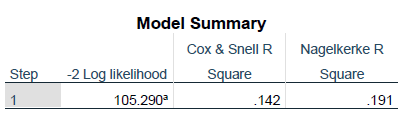 Model Summary
Cox & Snell R Nagelkerke R
Step -2 Log likelihood Square Square
1 105.290ᵃ .142 .191